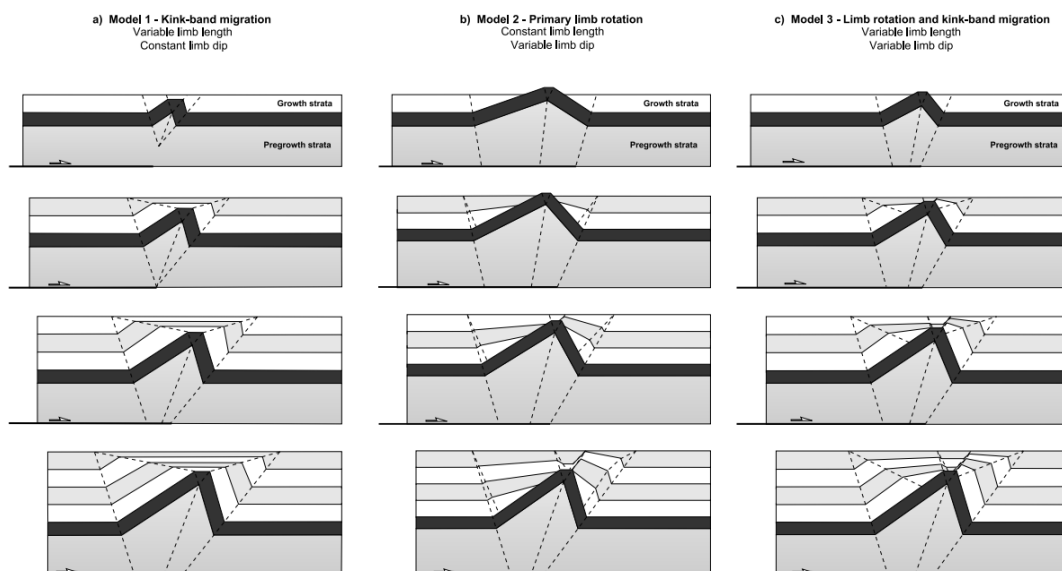 a) Model 1 - Kink-band migration
Variable limb length
Constant limb dip
b) Model 2 - Primary limb rotation
Constant limb length
Variable limb dip
c) Model 3 - Limb rotation and kink-band migration
Variable limb length
Variable limb dip
Growth strata
Pregrowth strata
Growth strata
Pregrowth strata
Growth strata
Pregrowth strata